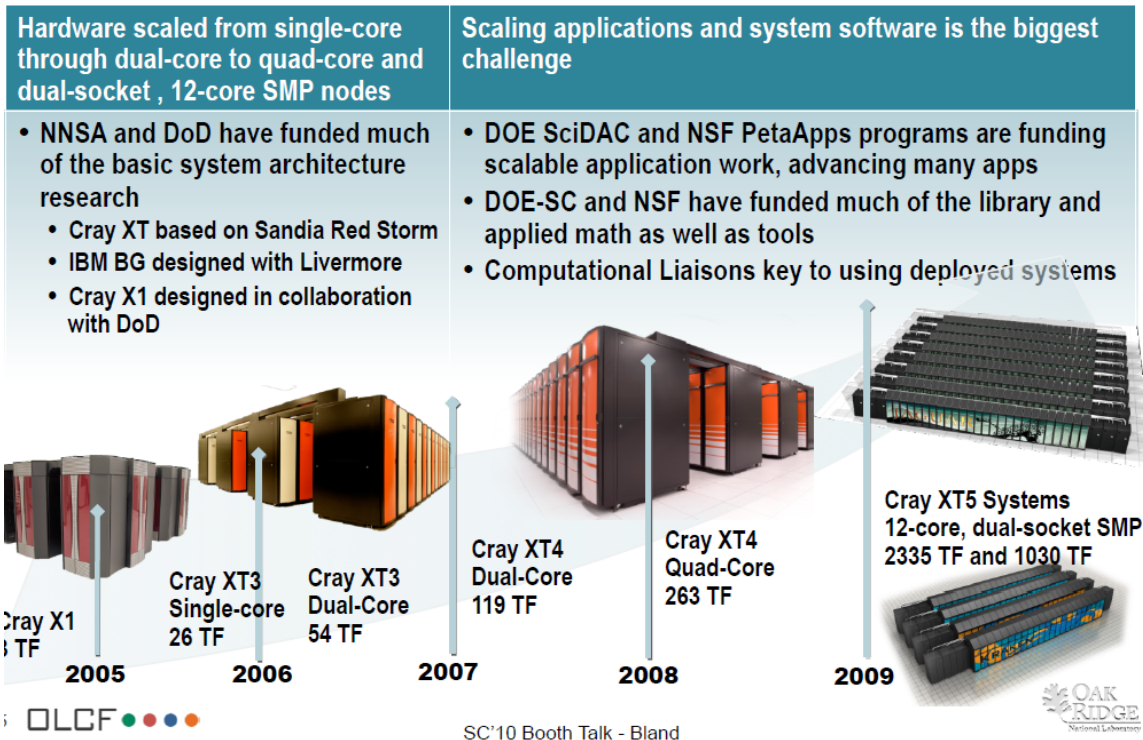 Hardware scaled from single-core
through dual-core to quad-core and
dual-socket , 12-core SMP nodes
Scaling applications and system software is the biggest
challenge
• NNSA and DoD have funded much
of the basic system architecture
research
• Cray XT based on Sandia Red Storm
• IBM BG designed with Livermore
• Cray X1 designed in collaboration
with DoD
• DOE SciDAC and NSF PetaApps programs are funding
scalable application work, advancing many apps
• DOE-SC and NSF have funded much of the library and
applied math as well as tools
• Computational Liaisons key to using deployed systems
Cray X1
TF
Cray XT3
Single-core
26 TF
Cray XT3
Dual-Core
54 TF
Cray XT4
Dual-Core
119 TF
Cray XT4
Quad-Core
263 TF
Cray XT5 Systems
12-core, dual-socket SMP
2335 TF and 1030 TF
2005
2006
2007
2008
2009
OLCF
SC'10 Booth Talk - Bland
OAK
RIDGE
National Laboratory